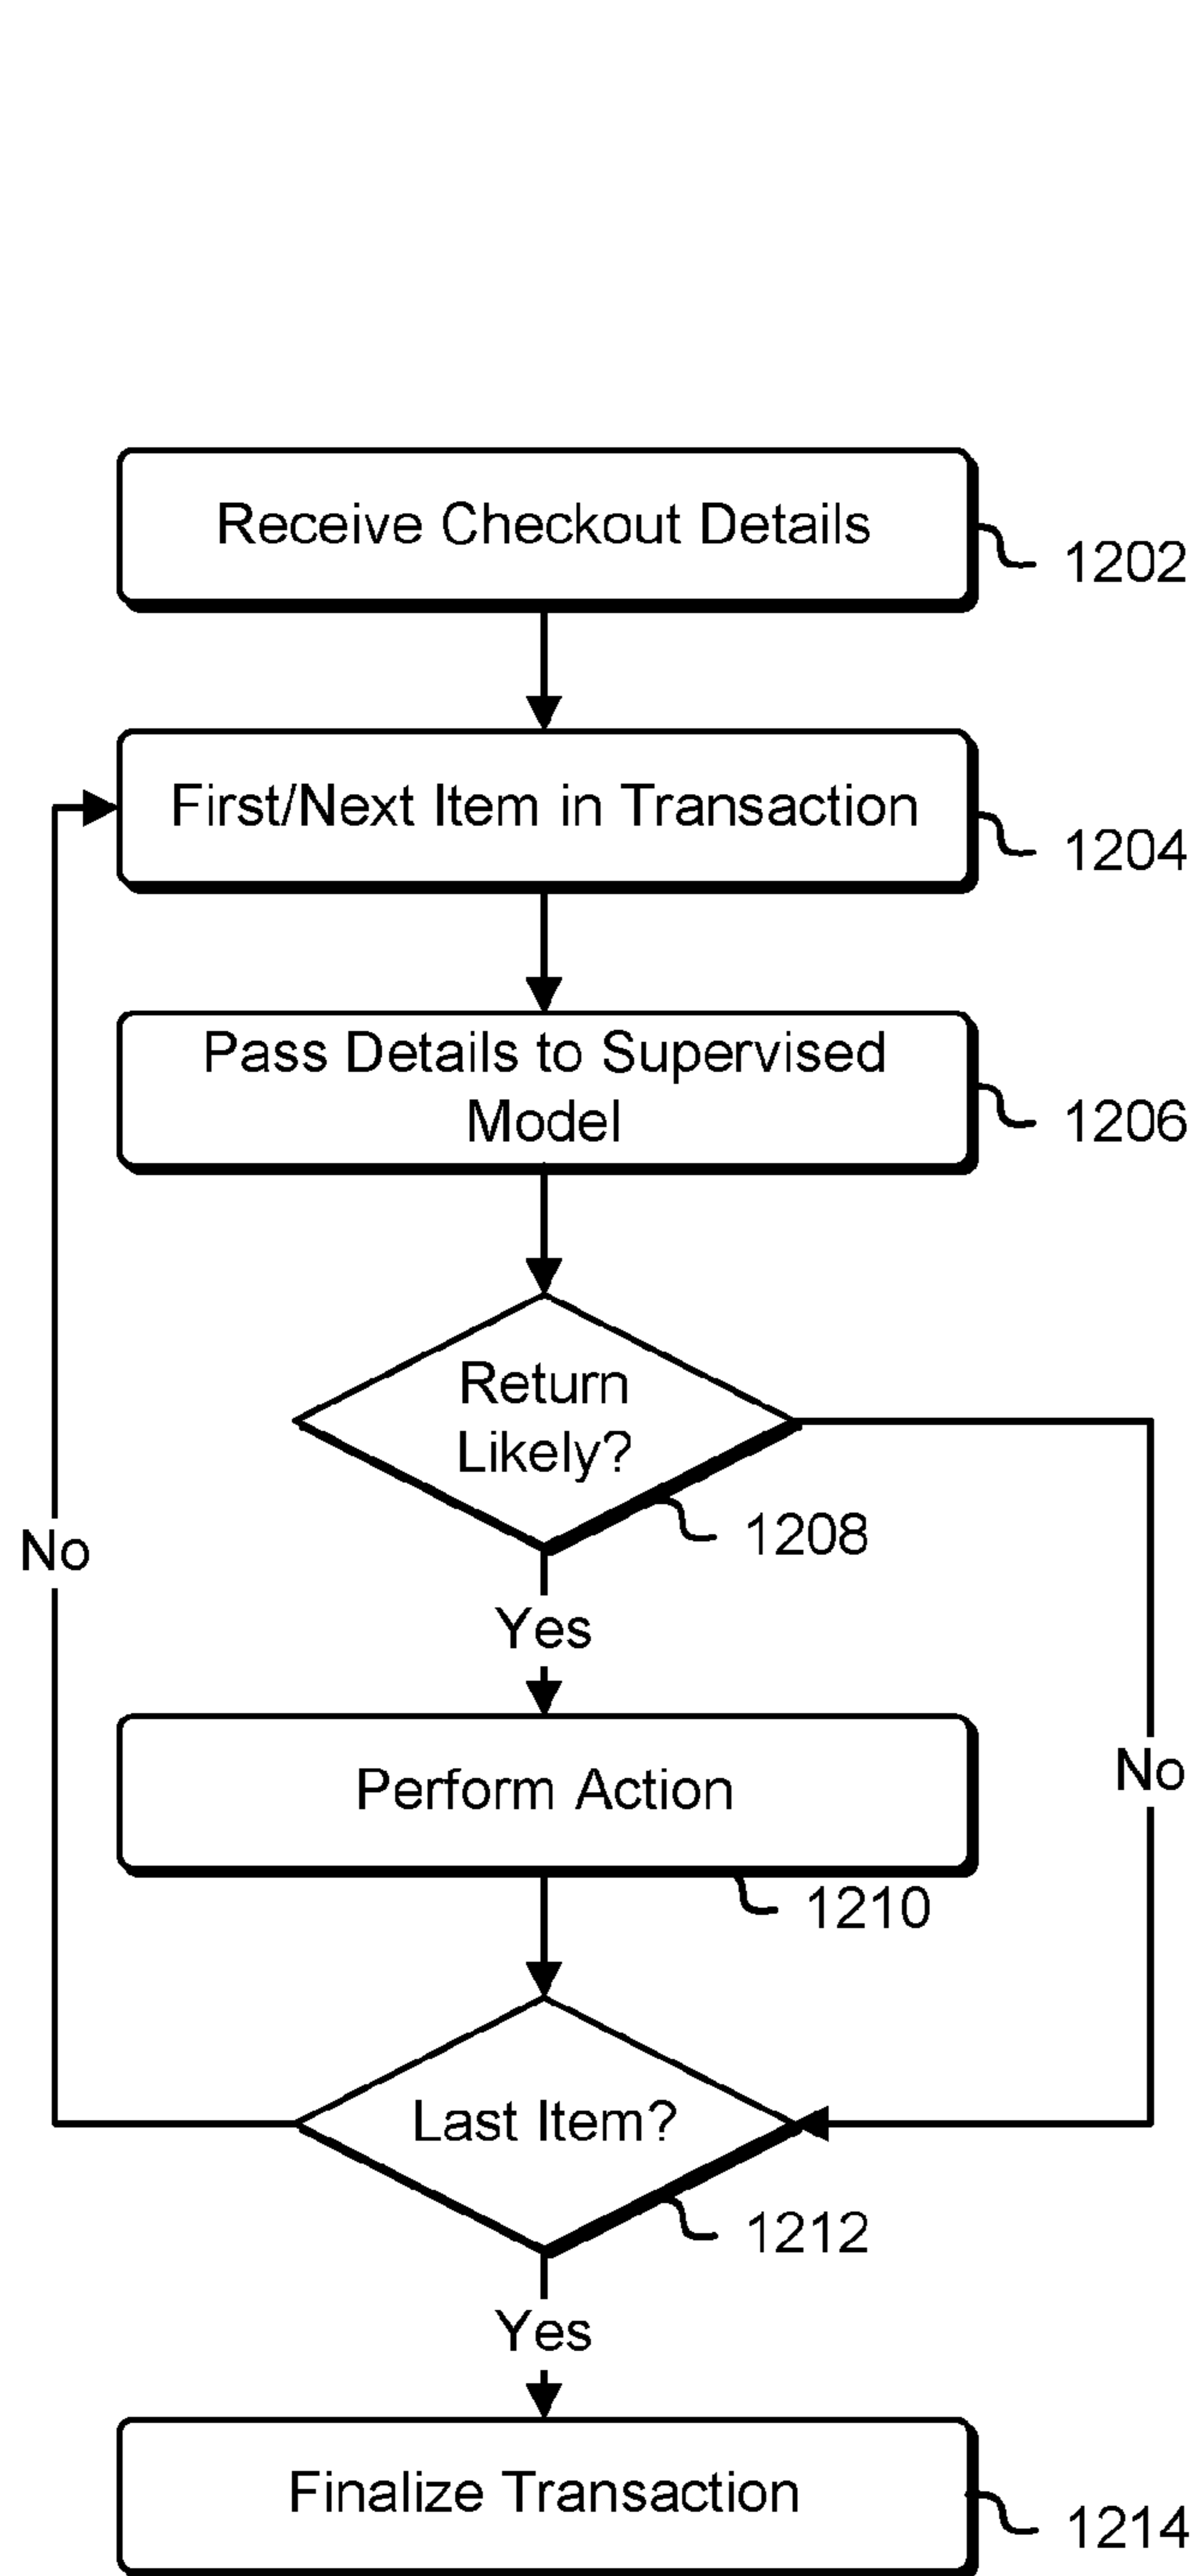 Receive Checkout Details
1202
First/Next Item in Transaction
1204
Pass Details to Supervised
Model
1206
Return
Likely?
1208
No
Yes
Perform Action
No
1210
Last Item?
1212
Yes
Finalize Transaction
1214